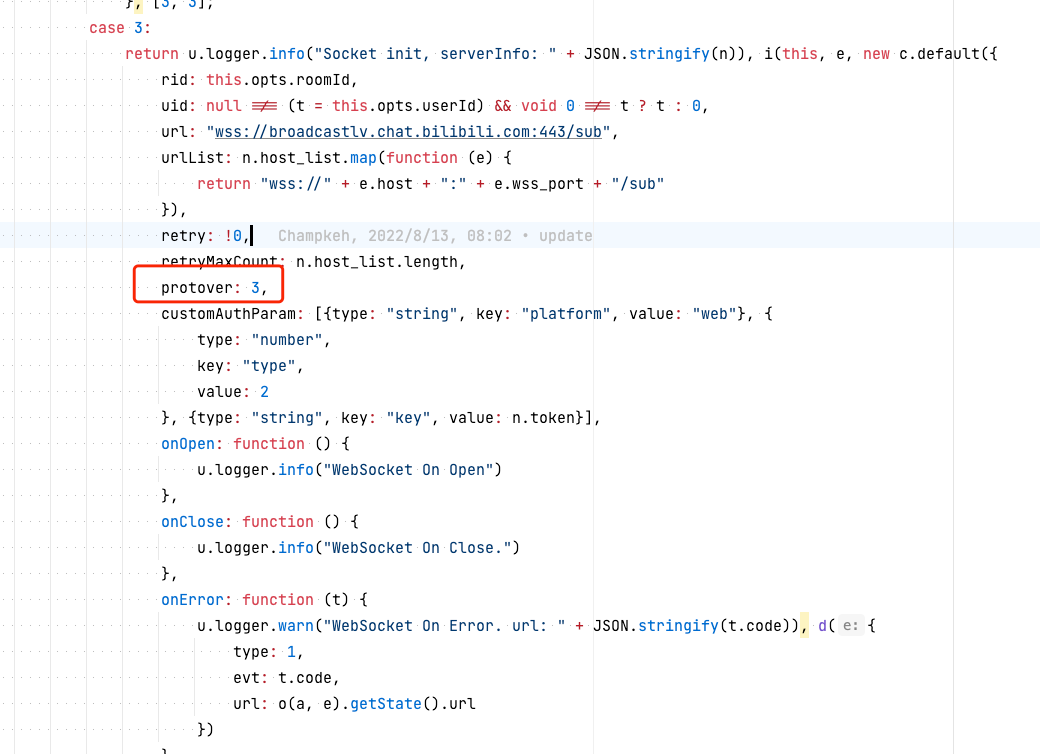 }, [3, 3];
case 3:
return u.logger.info("Socket init, serverInfo: " + JSON.stringify(n)), i(this, e, new c.default({
rid: this.opts.roomId,
uid: null !== (t = this.opts.userId) && void 0 !== t ? t : 0,
url: "wss://broadcastlv.chat.bilibili.com:443/sub",
urlList: n.host_list.map(function (e) {
return "wss://" + e.host + ":" + e.wss_port + "/sub"
}),
retry: !0, Champkeh, 2022/8/13, 08:02 • update
retryMaxCount: n.host_list.length,
protover: 3,
customAuthParam: [{type: "string", key: "platform", value: "web"}, {
type: "number",
key: "type",
value: 2
}, {type: "string", key: "key", value: n.token}],
onOpen: function () {
u.logger.info("WebSocket On Open")
},
onClose: function () {
u.logger.info("WebSocket On Close.")
},
onError: function (t) {
u.logger.warn("WebSocket On Error. url: " + JSON.stringify(t.code)), d( e: {
type: 1,
evt: t.code,
url: o(a, e).getState().url
})
}